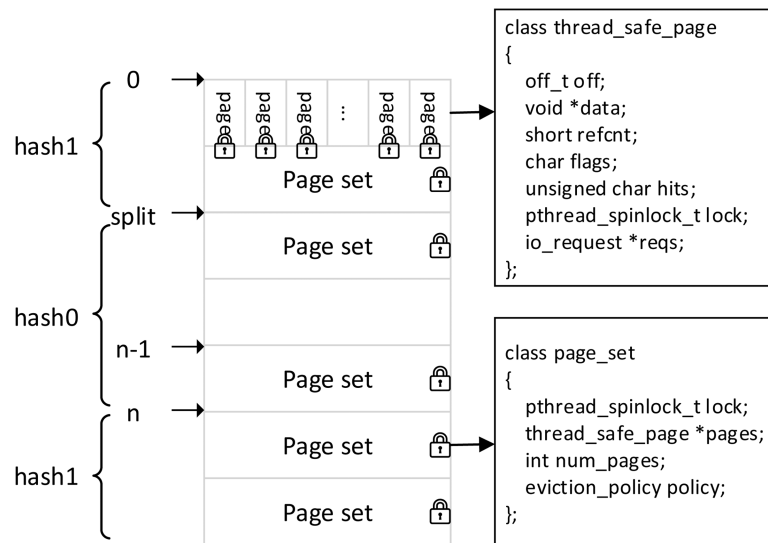 class thread_safe_page
{
off_t off;
void *data;
short refcnt;
char flags;
unsigned char hits;
pthread_spinlock_t lock;
io_request *reqs;
};
0
page
page
page
...
page
page
hash1
Page set
split
Page set
hash0
n-1
Page set
n
Page set
hash1
Page set
class page_set
{
pthread_spinlock_t lock;
thread_safe_page *pages;
int num_pages;
eviction_policy policy;
};